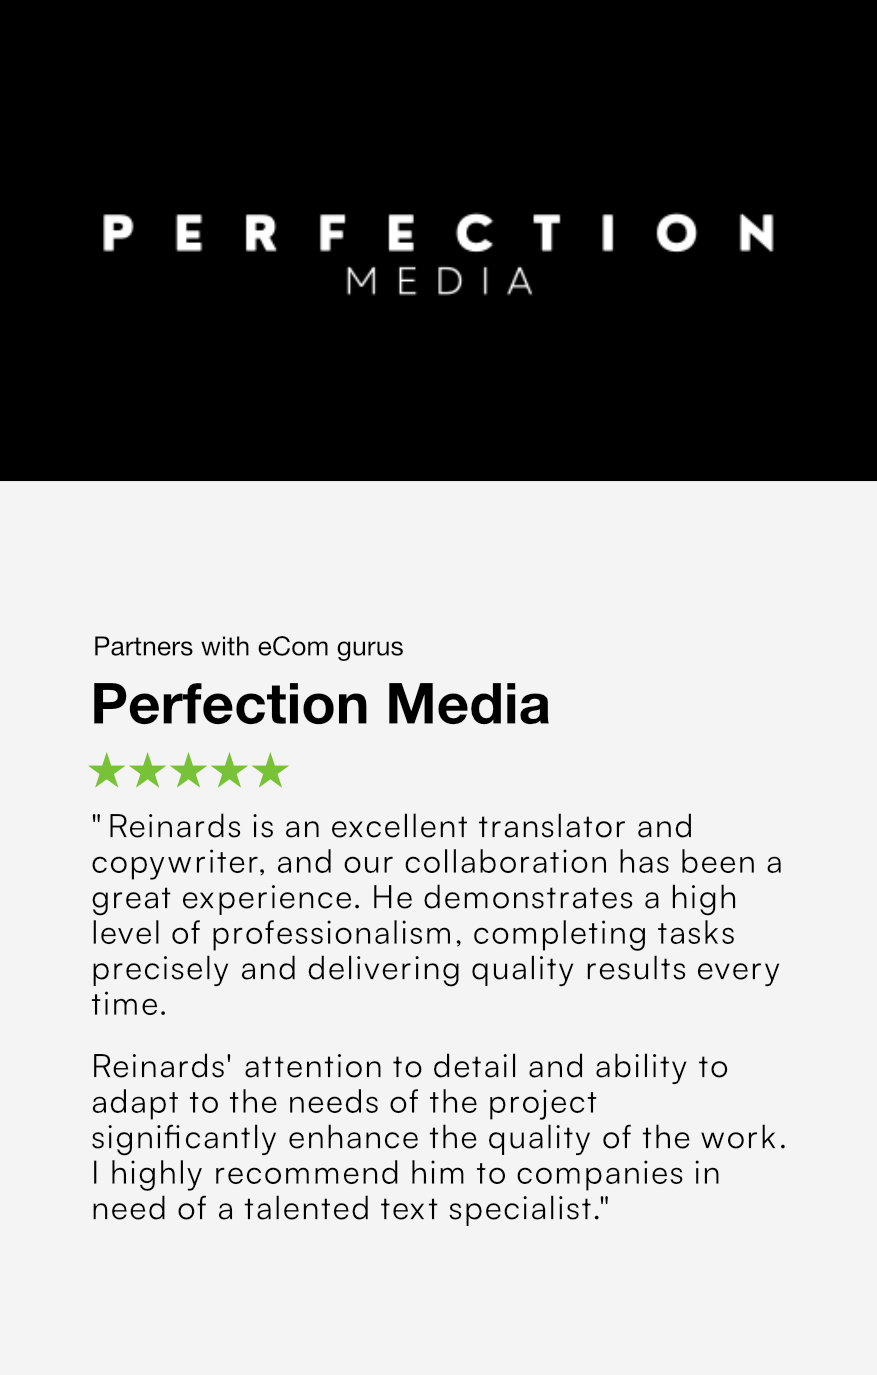 PERFECTION
MEDIA
Partners with eCom gurus
Perfection Media
" Reinards is an excellent translator and
copywriter, and our collaboration has been a
great experience. He demonstrates a high
level of professionalism, completing tasks
precisely and delivering quality results every
time.
Reinards' attention to detail and ability to
adapt to the needs of the project
significantly enhance the quality of the work.
I highly recommend him to companies in
need of a talented text specialist."